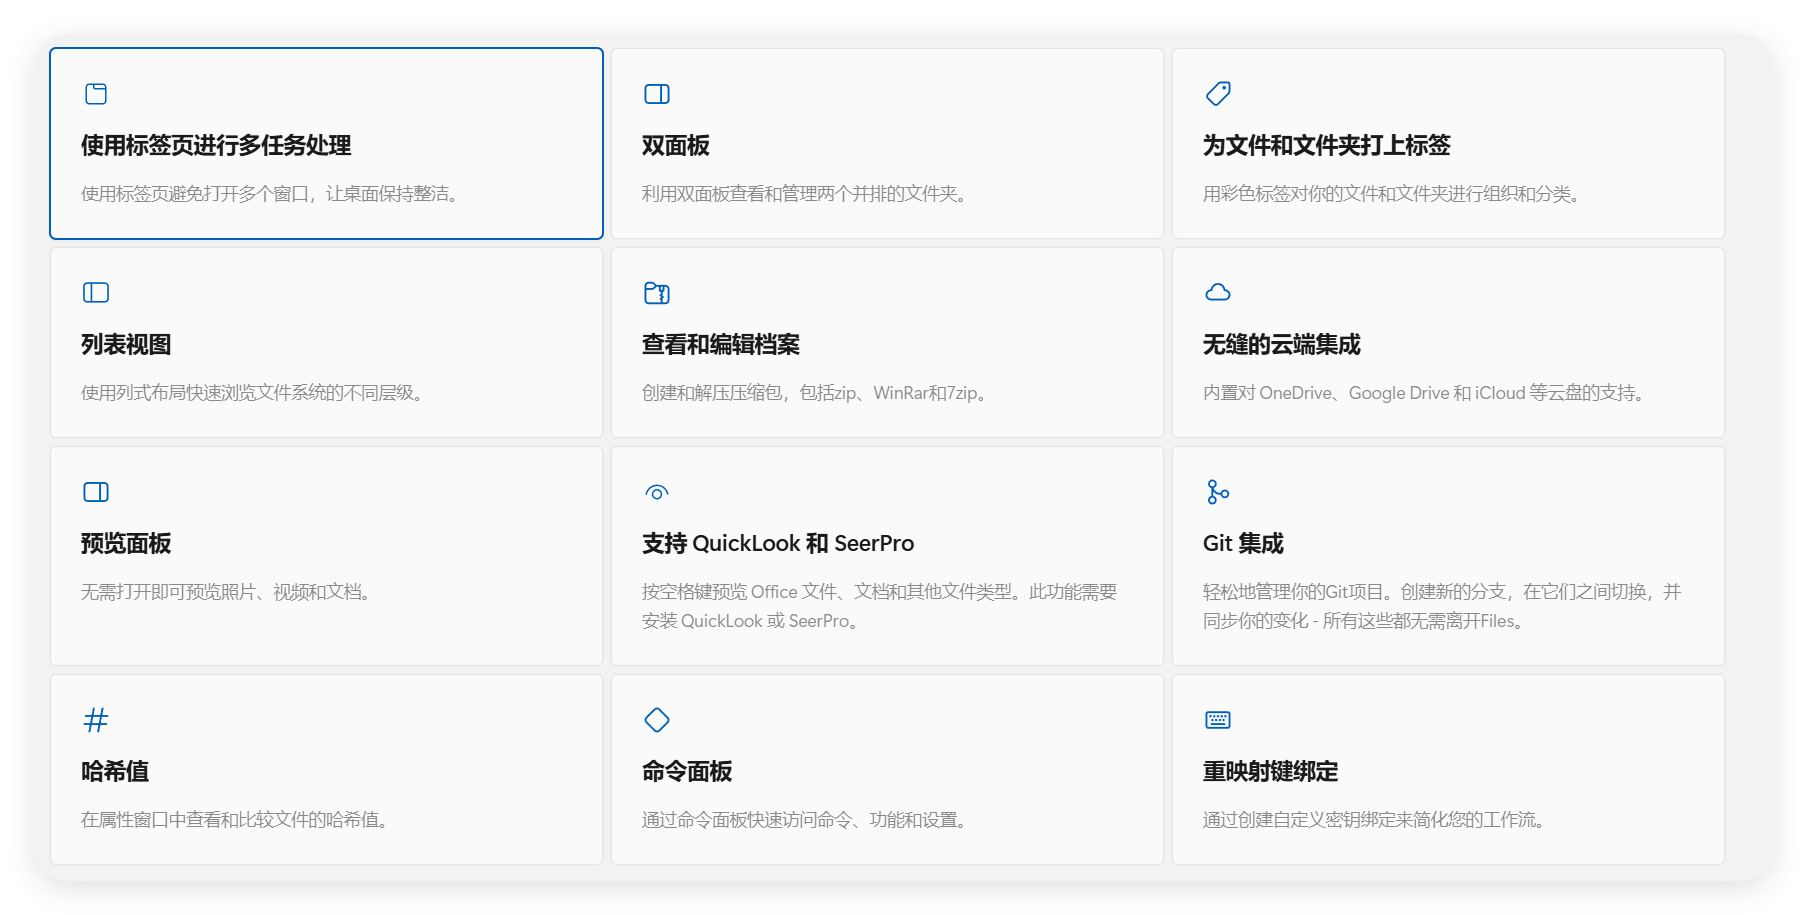 使用标签页进行多任务处理
使用标签页避免打开多个窗口，让桌面保持整洁。
双面板
利用双面板查看和管理两个并排的文件夹。
为文件和文件夹打上标签
用彩色标签对你的文件和文件夹进行组织和分类。
列表视图
使用列式布局快速浏览文件系统的不同层级。
查看和编辑档案
创建和解压压缩包，包括zip、WinRar和7zip。
无缝的云端集成
内置对 OneDrive、Google Drive 和 iCloud 等云盘的支持。
预览面板
无需打开即可预览照片、视频和文档。
支持 QuickLook 和 SeerPro
按空格键预览 Office 文件、文档和其他文件类型。此功能需要
安装 QuickLook 或 SeerPro。
Git 集成
轻松地管理你的Git项目。创建新的分支，在它们之间切换，并
同步你的变化 - 所有这些都无需离开Files。
哈希值
在属性窗口中查看和比较文件的哈希值。
命令面板
通过命令面板快速访问命令、功能和设置。
重映射键绑定
通过创建自定义密钥绑定来简化您的工作流。